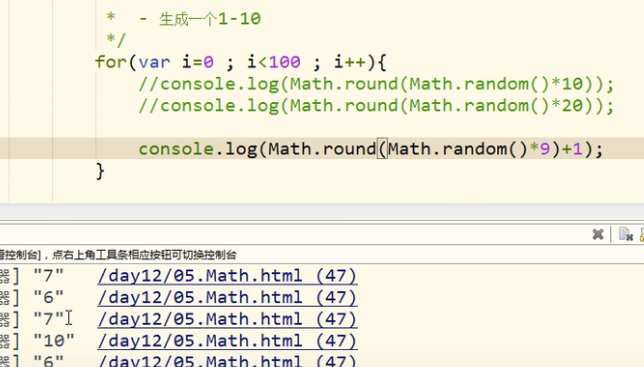 * - 生成一个1-10
*/
for(var i=0 ; i<100 ; i++){
//console.log(Math.round(Math.random()*10));
//console.log(Math.round(Math.random()*20));
console.log(Math.round(Math.random()*9)+1);
}
控制台]，点右上角工具条相应按钮可切换控制台
器] "7" /day12/05.Math.html (47)
器] "6" /day12/05.Math.html (47)
器] "7" /day12/05.Math.html (47)
器] "10" /day12/05.Math.html (47)
器] "6" /day12/05.Math.html (47)